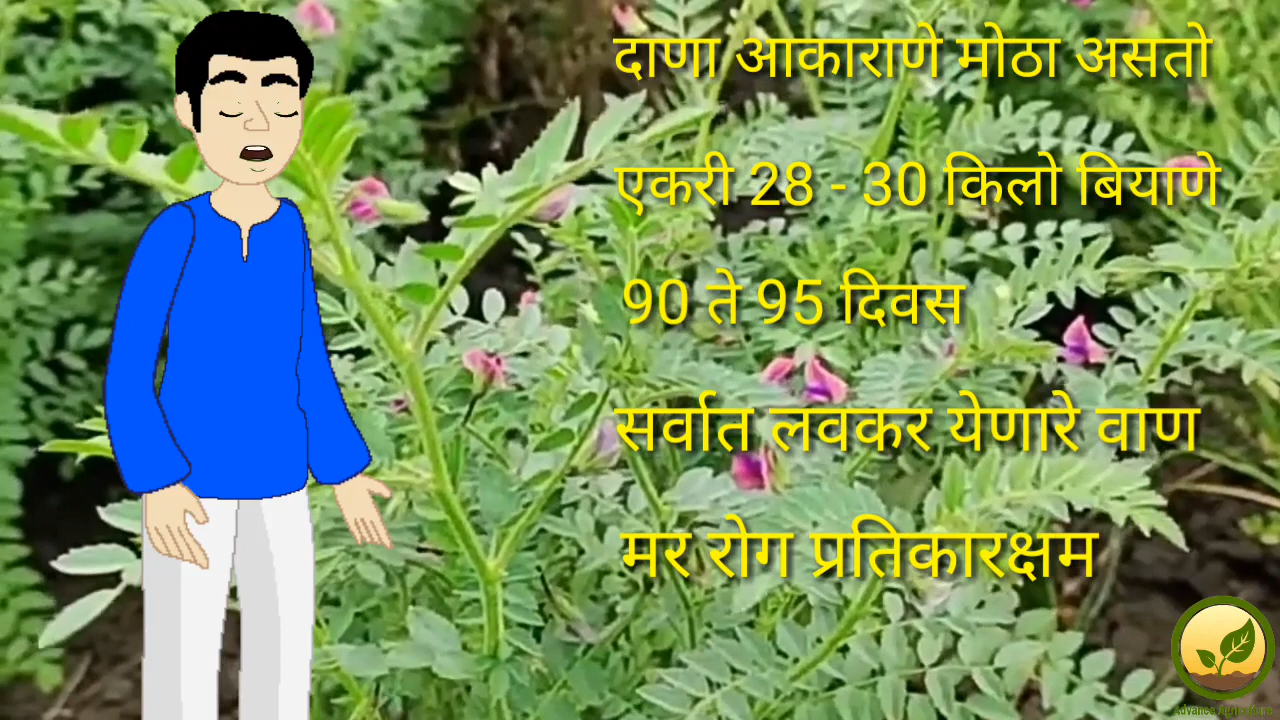 दाणा आकाराणे मोठा असतो
एकरी 28 - 30 किलो बियाणे
90 ते 95 दिवस
सर्वात लवकर येणारे वाण
मर रोग प्रतिकारक्षम